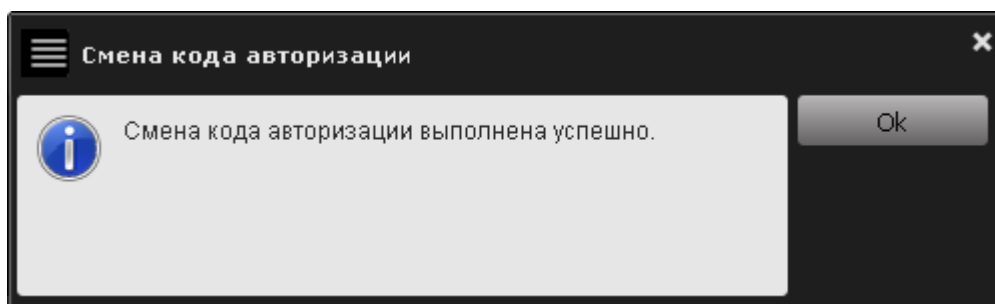 Смена кода авторизации
Смена кода авторизации выполнена успешно.
Ok